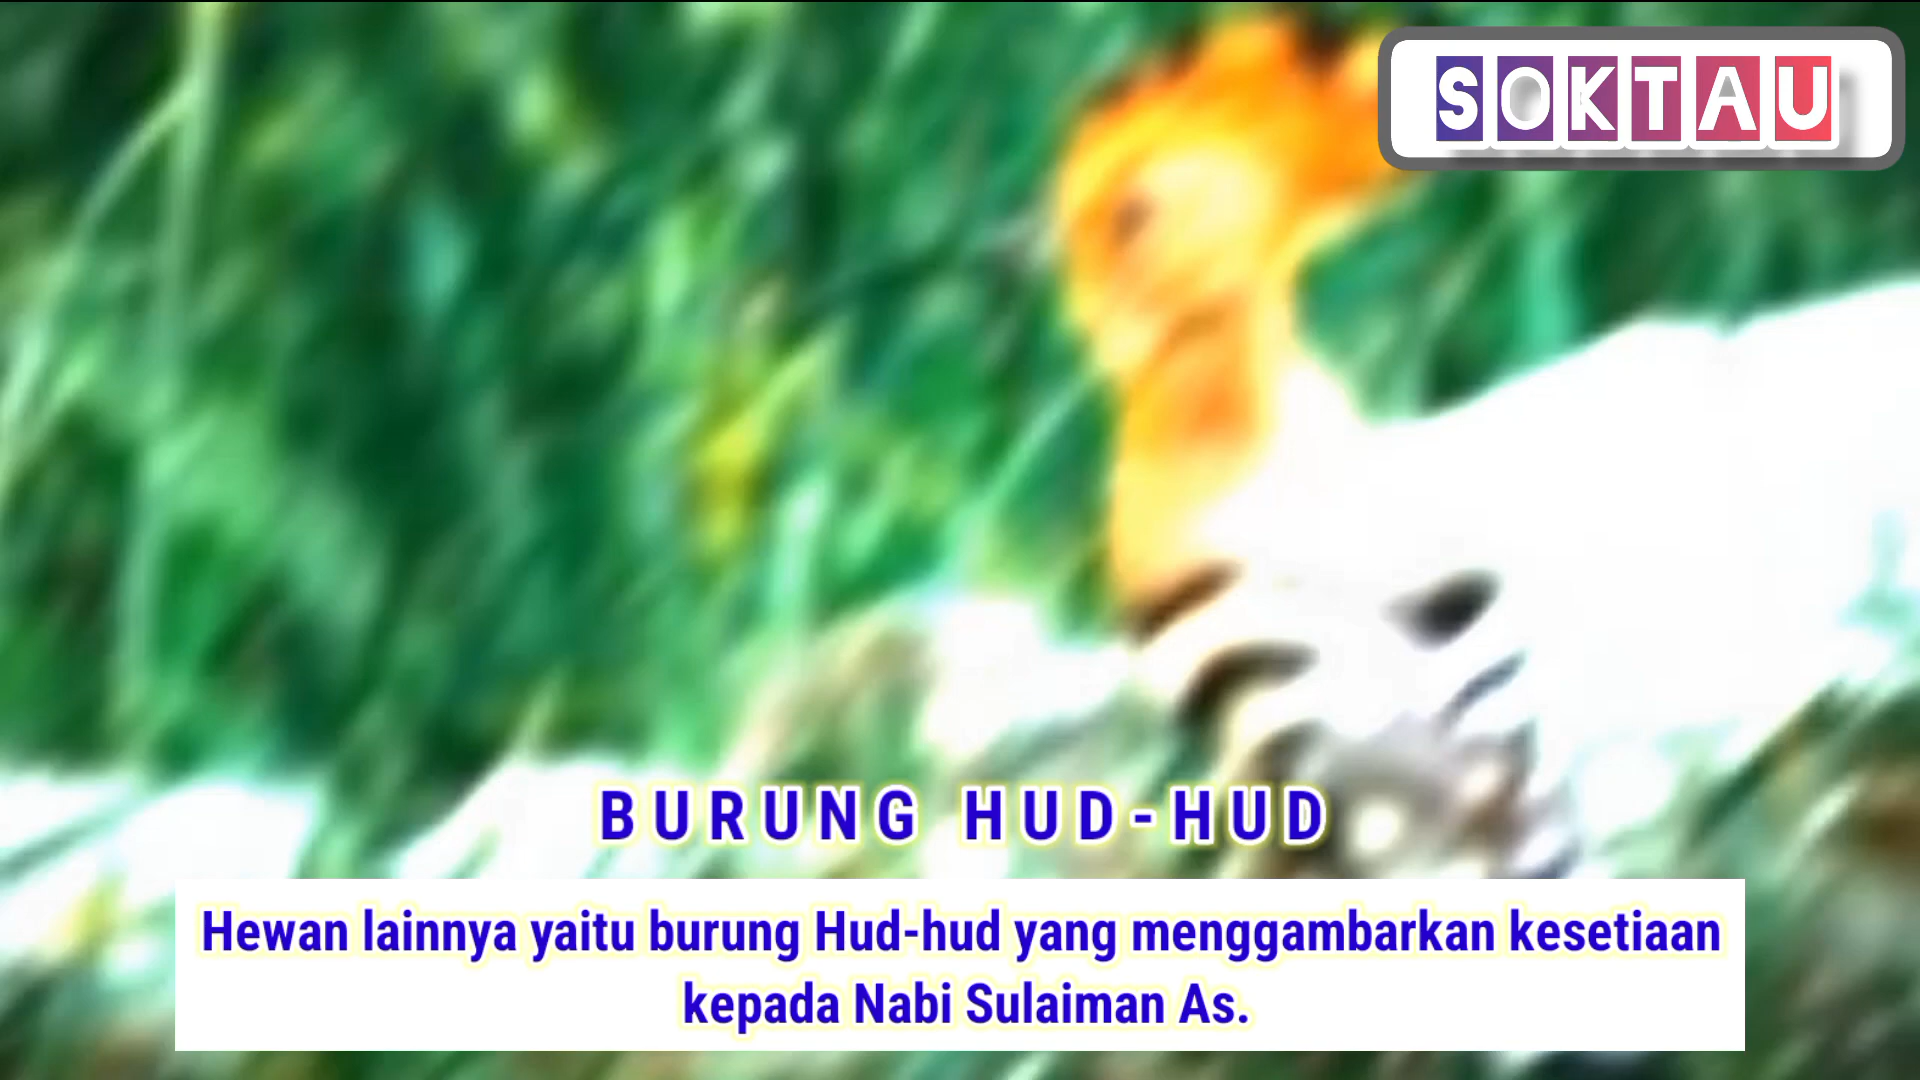 SOKTAU
BURUNG HUD-HUD
Hewan lainnya yaitu burung Hud-hud yang menggambarkan kesetiaan
kepada Nabi Sulaiman As.